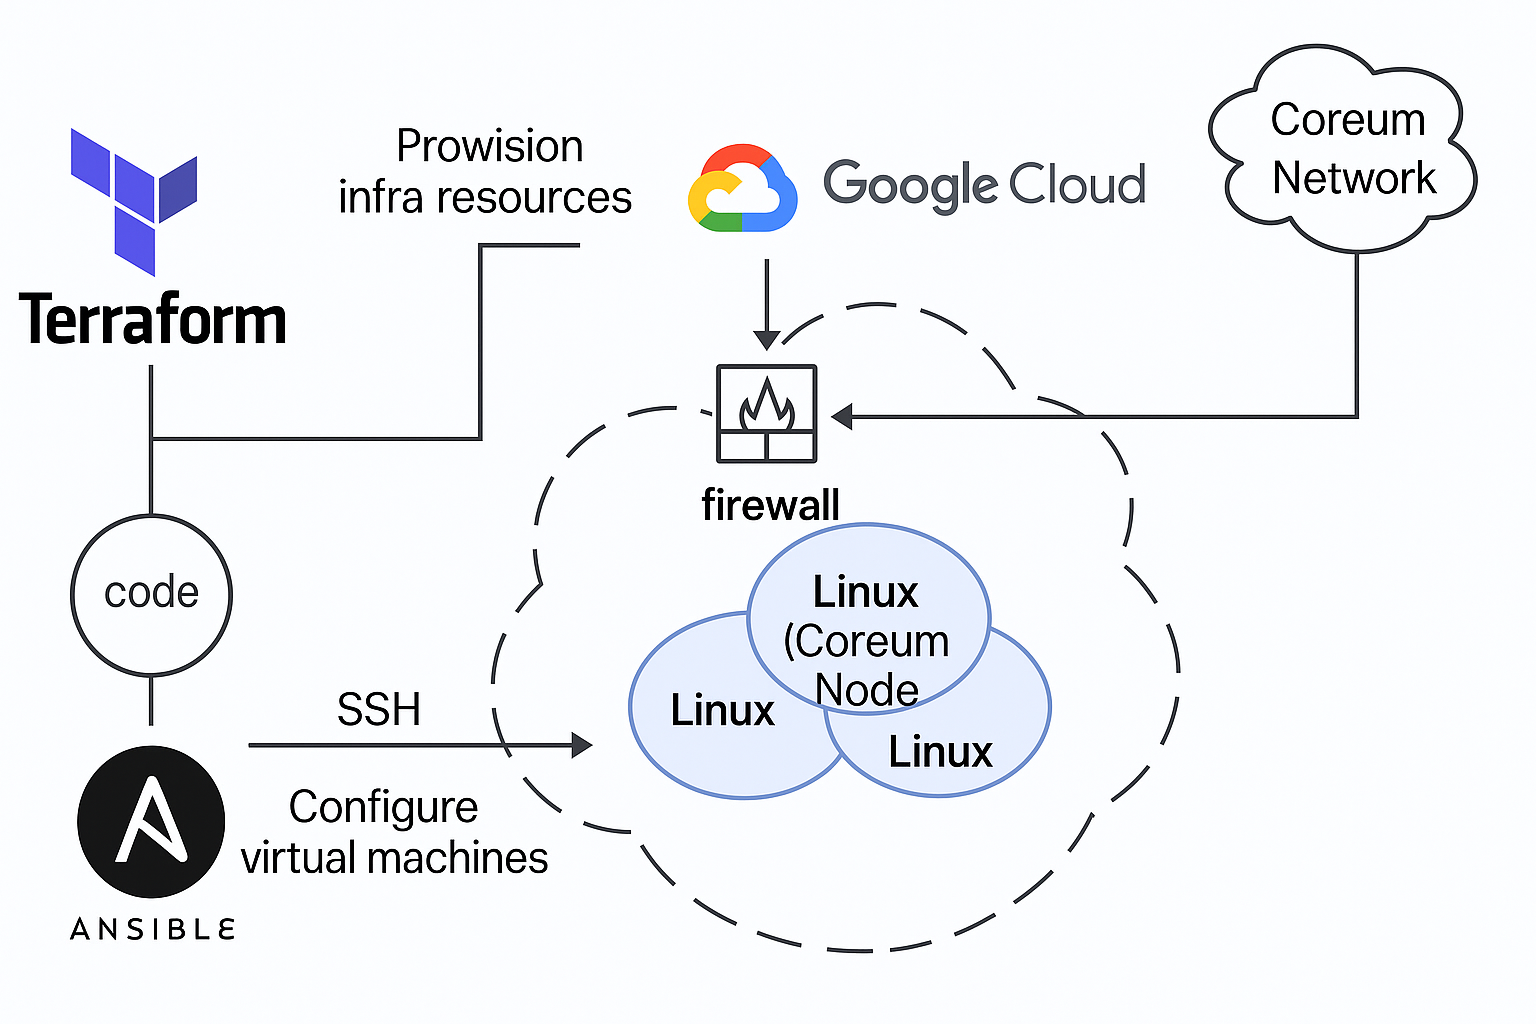 Prowision
infra resources
Google Cloud
Coreum
Network
Terraform
firewall
code
Linux
(Coreum
Node
Linux
Linux
SSH
Configure
virtual machines
ANSIBLE